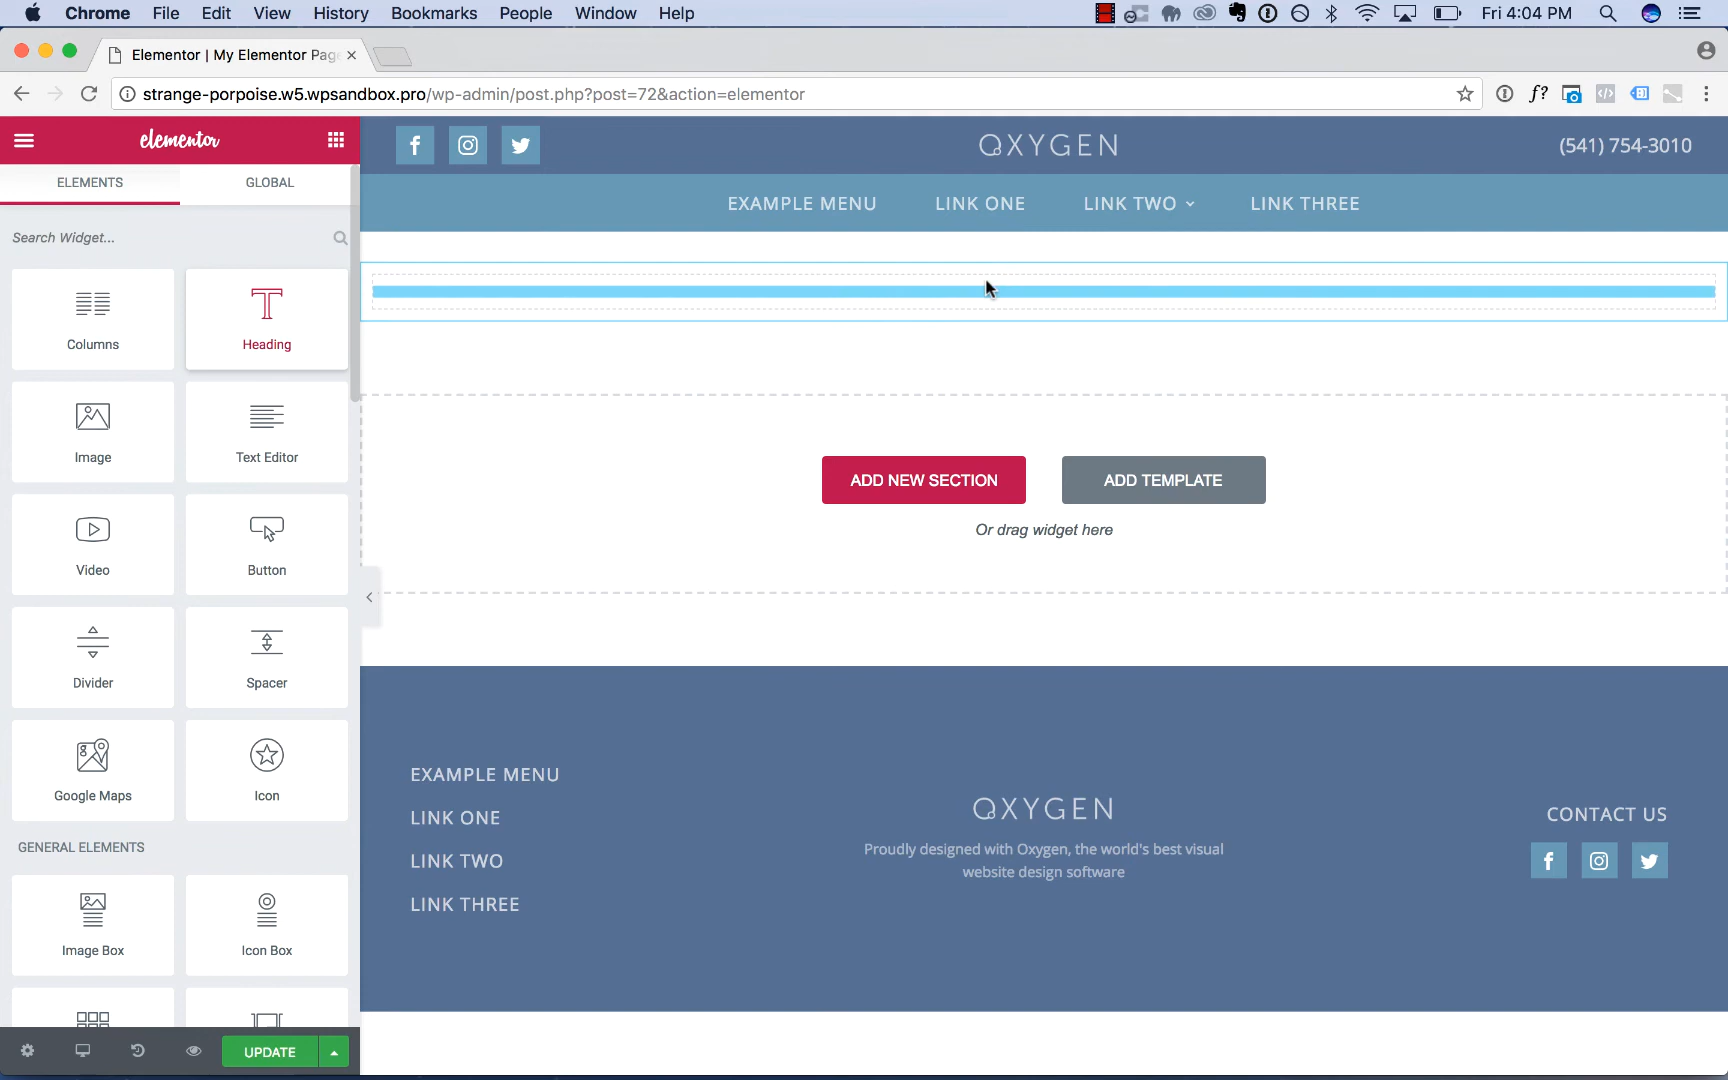 Chrome File Edit View History Bookmarks People Window Help Fri 4:04 PM
Elementor | My Elementor Pag
strange-porpoise.w5.wpsandbox.pro/wp-admin/post.php?post=72&action=elementor
elementor
ELEMENTS GLOBAL
Search Widget...
Columns Heading
Image Text Editor
Video Button
Divider Spacer
Google Maps Icon
GENERAL ELEMENTS
Image Box Icon Box
UPDATE
OXYGEN (541) 754-3010
EXAMPLE MENU LINK ONE LINK TWO LINK THREE
ADD NEW SECTION ADD TEMPLATE
Or drag widget here
EXAMPLE MENU
LINK ONE
LINK TWO
LINK THREE
OXYGEN
Proudly designed with Oxygen, the world's best visual
website design software
CONTACT US